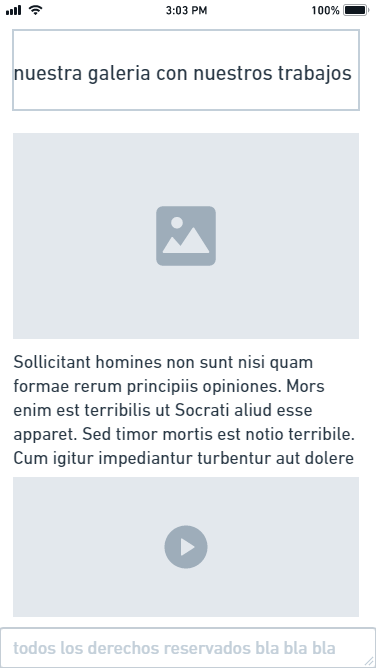 3:03 PM
100%
nuestra galeria con nuestros trabajos
Sollicitant homines non sunt nisi quam
formae rerum principiis opiniones. Mors
enim est terribilis ut Socrati aliud esse
apparet. Sed timor mortis est notio terribile.
Cum igitur impediantur turbentur aut dolere
todos los derechos reservados bla bla bla